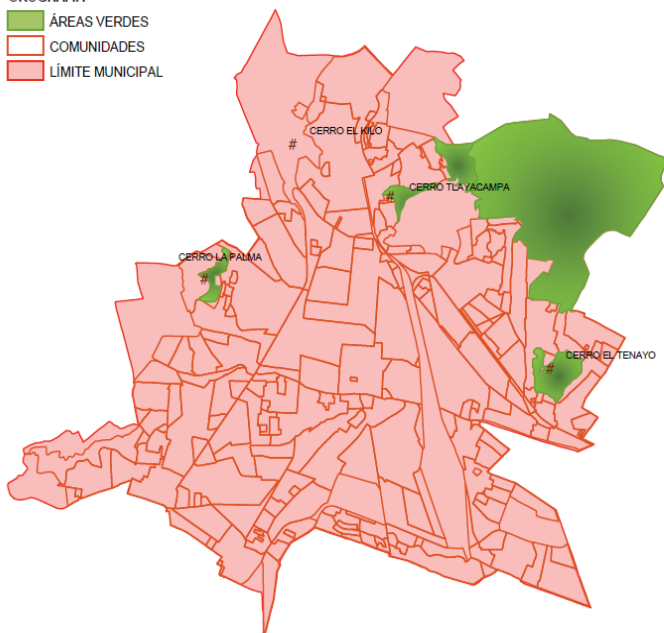 ÁREAS VERDES
COMUNIDADES
LÍMITE MUNICIPAL
CERRO EL KILO
#
CERRO TLAYACAMPA
#
CERRO LA PALMA
#
CERRO EL TENAYO
#